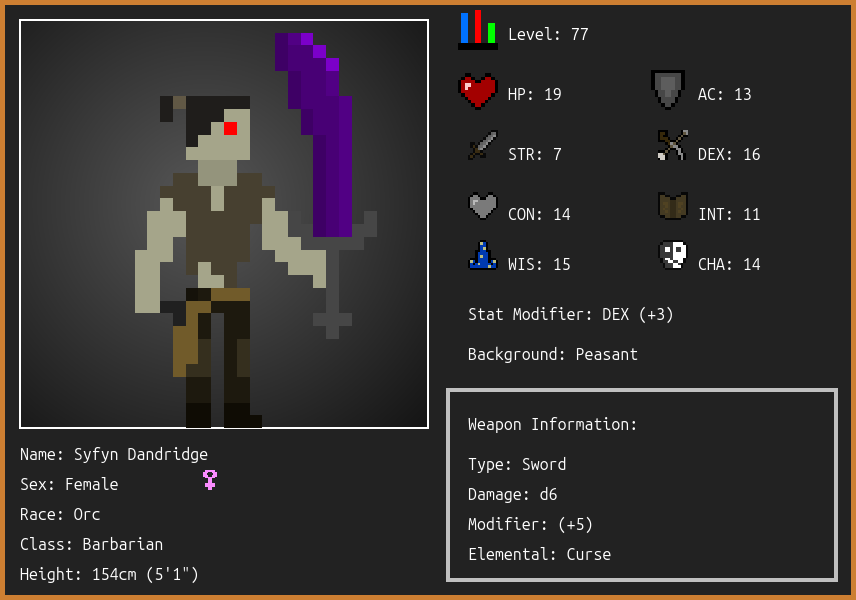 Level: 77
HP: 19
AC: 13
STR: 7
DEX: 16
CON: 14
INT: 11
WIS: 15
CHA: 14
Stat Modifier: DEX (+3)
Background: Peasant
Weapon Information:
Type: Sword
Damage: d6
Modifier: (+5)
Elemental: Curse
Name: Syfyn Dandridge
Sex: Female
Race: Orc
Class: Barbarian
Height: 154cm (5'1")